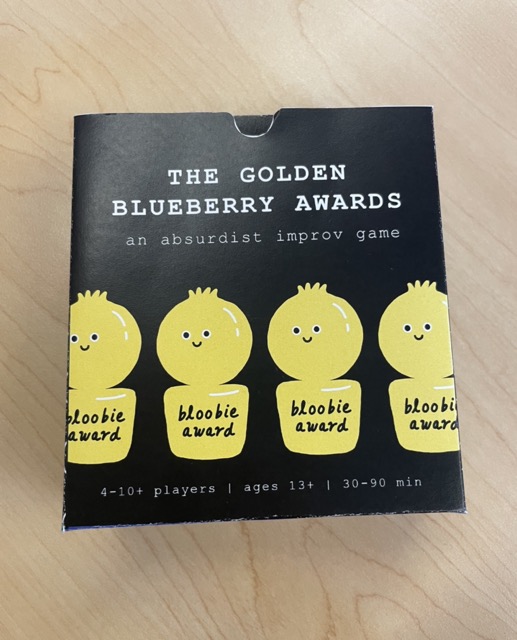 THE GOLDEN
BLUEBERRY AWARDS
an absurdist improv game
bloobie bloobie bloobie bloobi
award award award award
4-10+ players | ages 13+ | 30-90 min